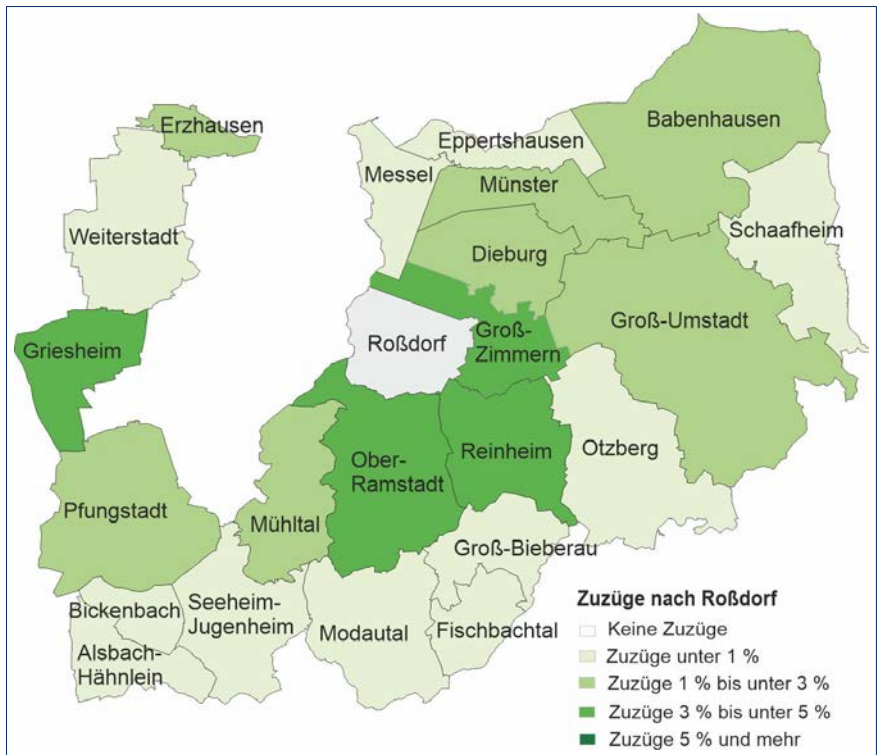 Erzhausen
Babenhausen
Eppertshausen
Messel
Münster
Weiterstadt
Schaafheim
Dieburg
Groß-Umstadt
Griesheim
Roßdorf
Groß-
Zimmern
Otzberg
Reinheim
Ober-
Ramstadt
Pfungstadt
Mühltal
Groß-Bieberau
Bickenbach
Seeheim-
Jugenheim
Modautal
Fischbachtal
Alsbach-
Hähnlein
Zuzüge nach Roßdorf
Keine Zuzüge
Zuzüge unter 1 %
Zuzüge 1 % bis unter 3 %
Zuzüge 3 % bis unter 5 %
Zuzüge 5 % und mehr